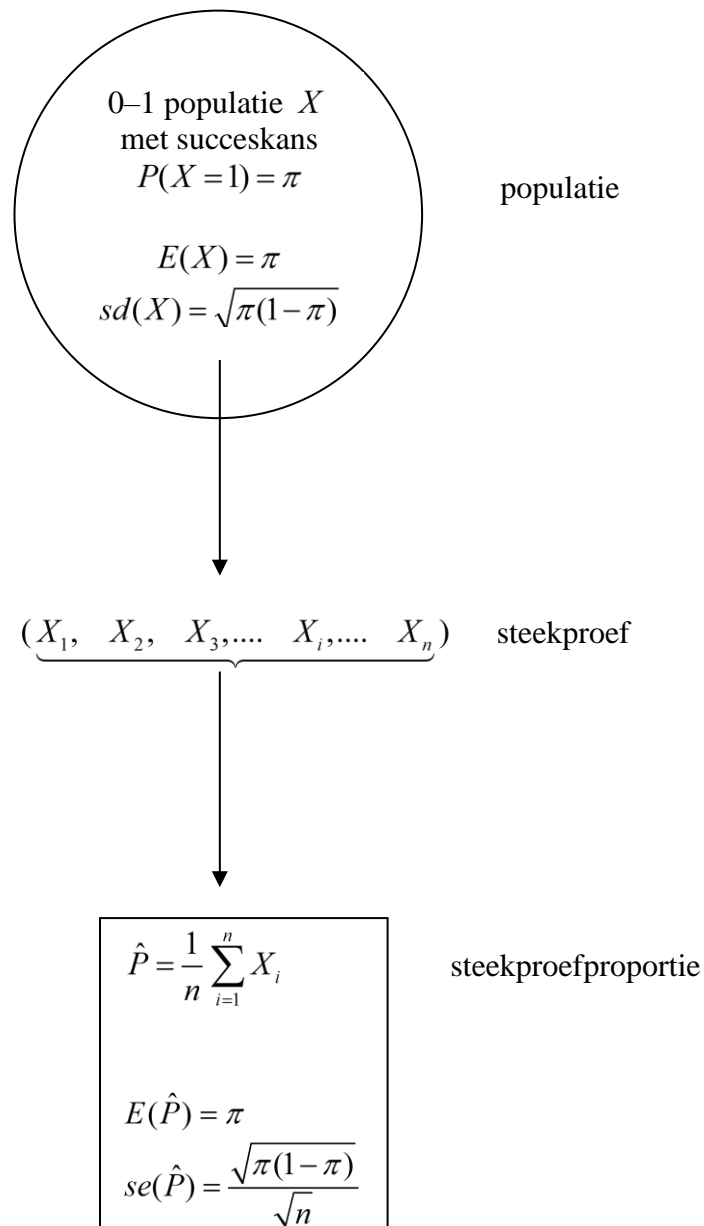 0–1 populatie X
met succeskans
P(X = 1) = π
populatie
E(X) = π
sd(X) = √π(1 − π)
(X₁, X₂, X₃,.... Xᵢ,.... Xₙ) steekproef
P̂ = 1/n ∑ᵢ₌₁ⁿ Xᵢ steekproefproportie
E(P̂) = π
se(P̂) = √π(1 − π) / √n